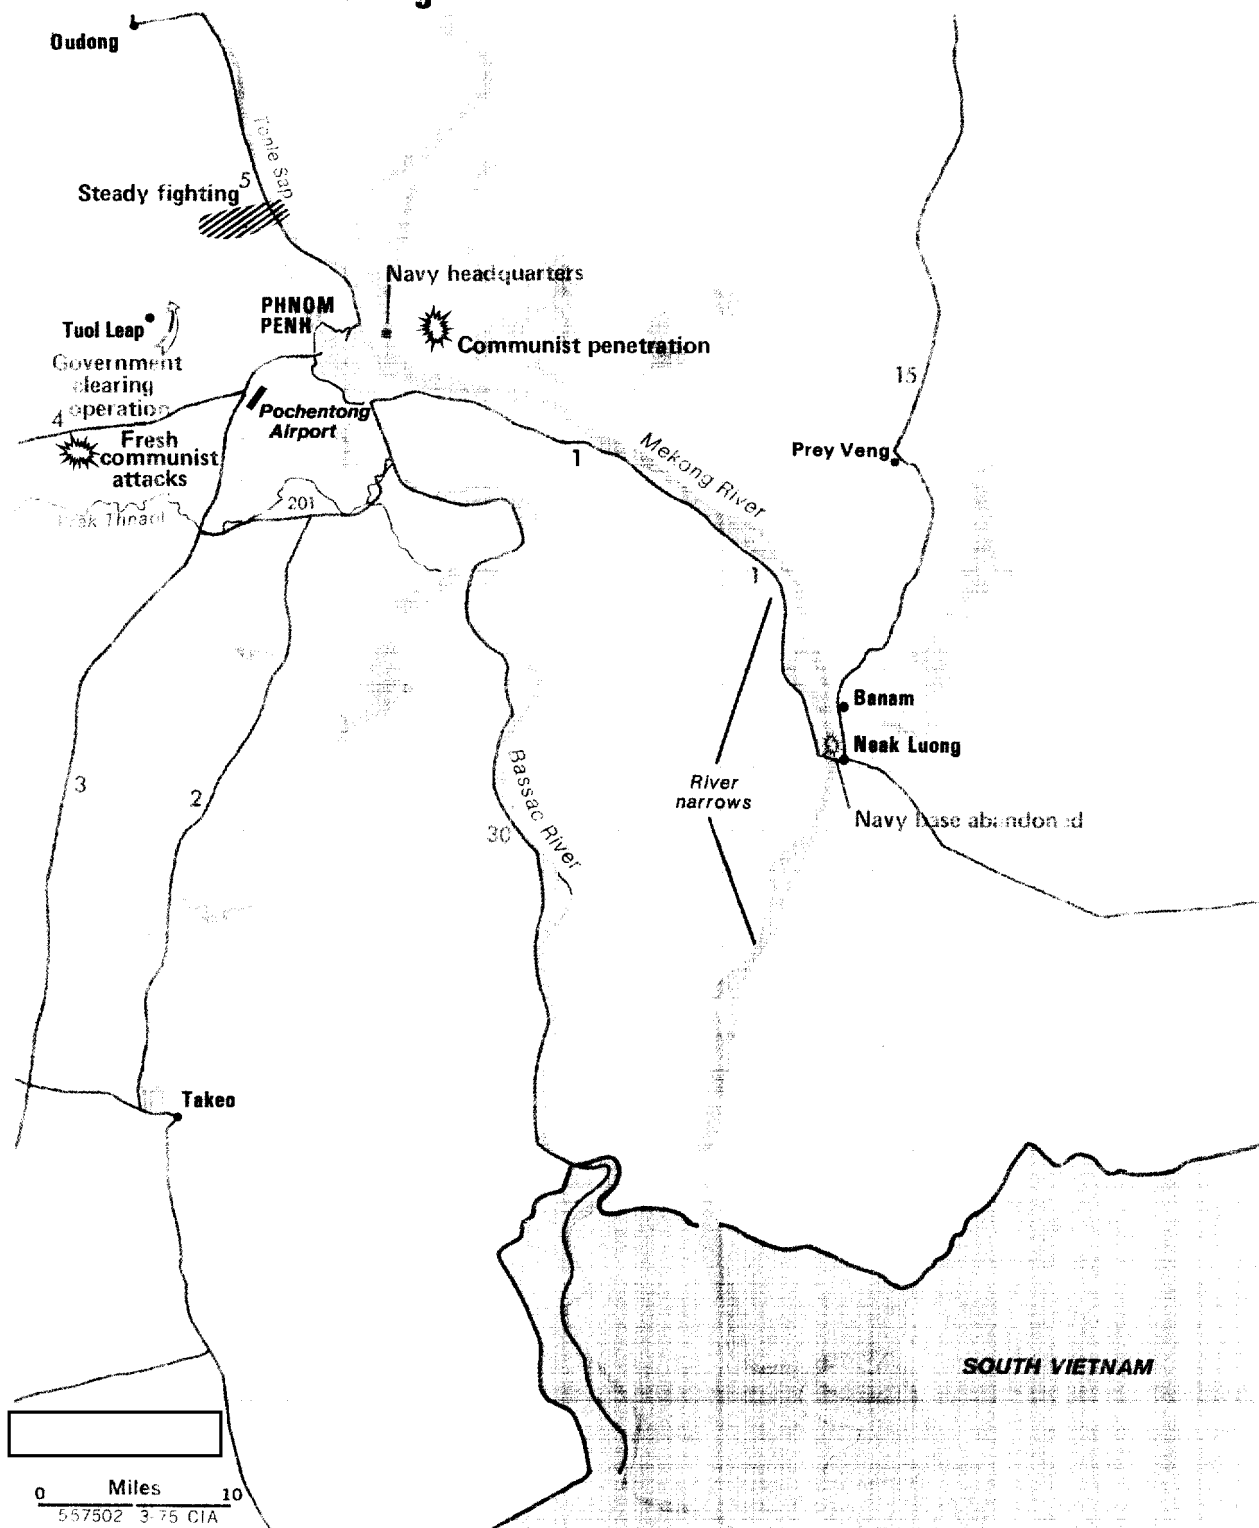 Oudong
Tonle Sap
5
Steady fighting
Navy headquarters
PHNOM
PENH
Tuol Leap
Communist penetration
Government
clearing
operation
15
4
Pochentong
Airport
Fresh
communist
attacks
1
Mekong River
Prey Veng
201
1
Banam
Neak Luong
River
narrows
3
2
Bassac River
30
Navy base abandoned
Takeo
SOUTH VIETNAM
Miles
0 10
557502 3-75 CIA